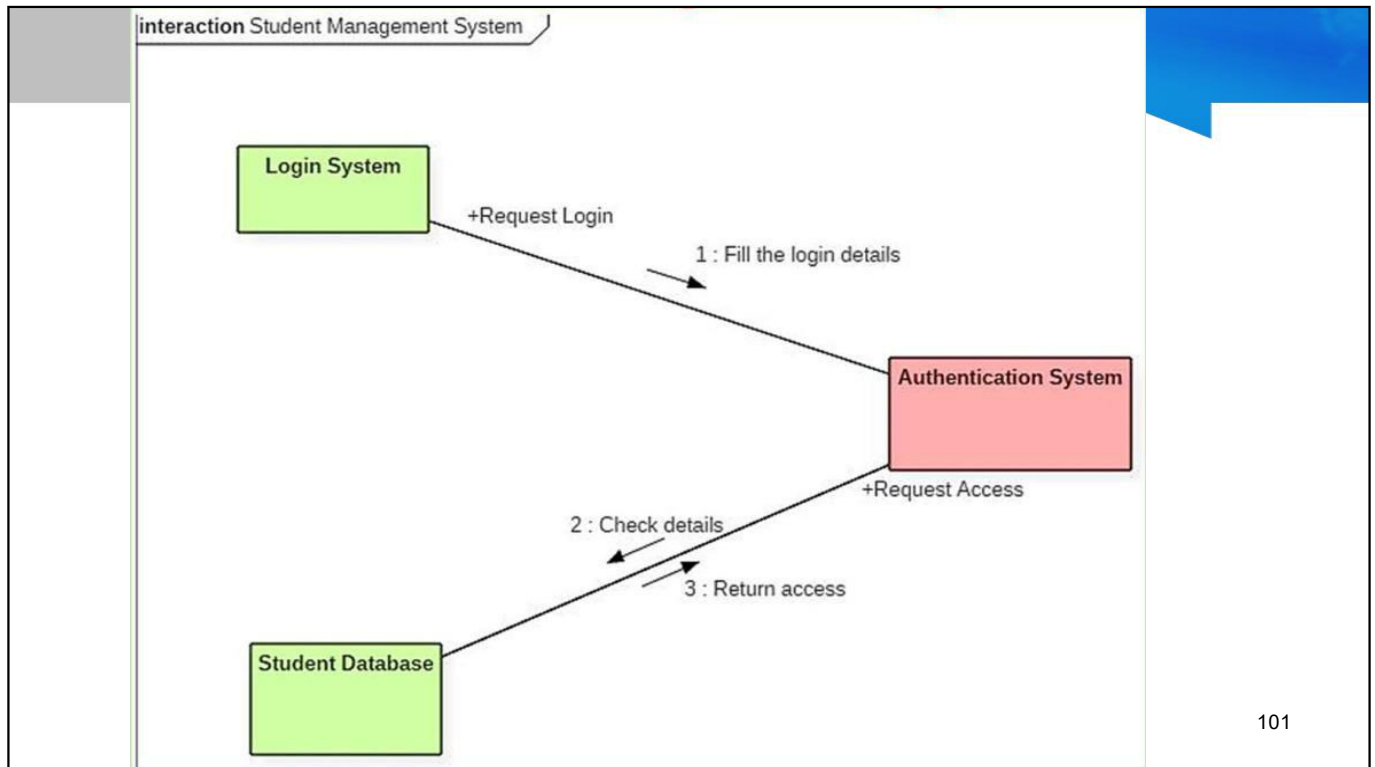 interaction Student Management System
Login System
+Request Login
1 : Fill the login details
Authentication System
+Request Access
2 : Check details
3 : Return access
Student Database
101